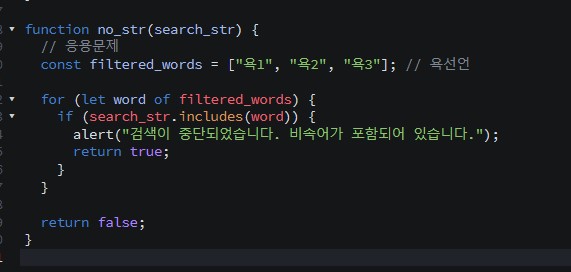 function no_str(search_str) {
  // 응용문제
  const filtered_words = ["욕1", "욕2", "욕3"]; // 욕선언

  for (let word of filtered_words) {
    if (search_str.includes(word)) {
      alert("검색이 중단되었습니다. 비속어가 포함되어 있습니다.");
      return true;
    }
  }

  return false;
}